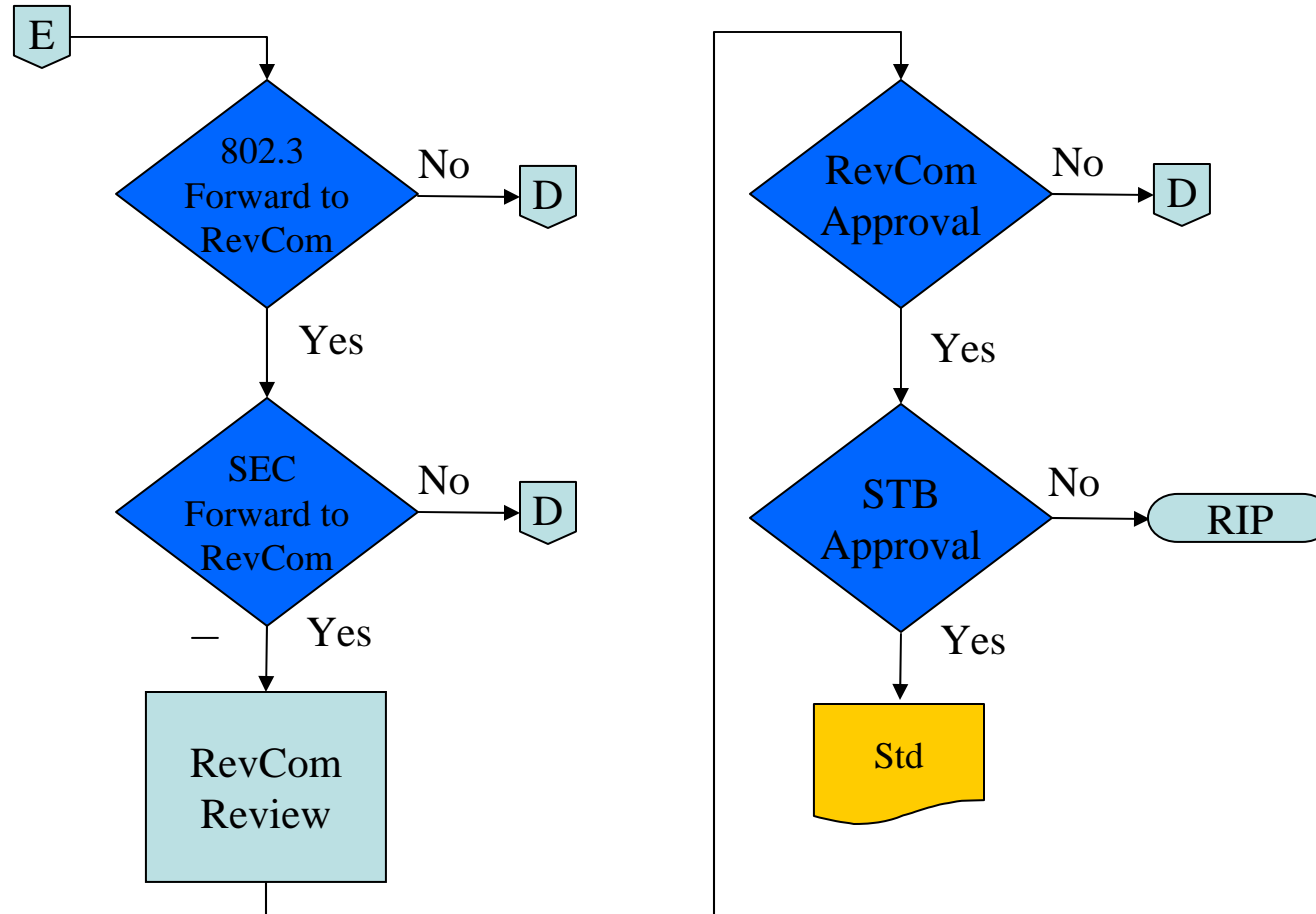 E
802.3
Forward to
RevCom
No
D
Yes
SEC
Forward to
RevCom
No
D
–
Yes
RevCom
Review
RevCom
Approval
No
D
Yes
STB
Approval
No
RIP
Yes
Std